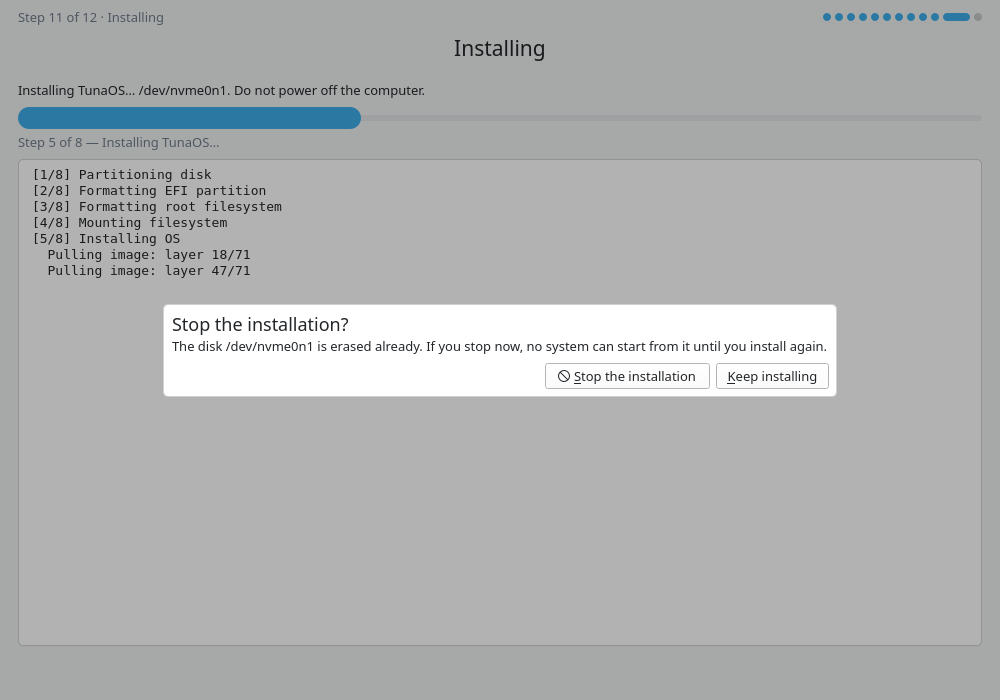 Step 11 of 12 · Installing
Installing
Installing TunaOS... /dev/nvme0n1. Do not power off the computer.
Step 5 of 8 — Installing TunaOS...
[1/8] Partitioning disk
[2/8] Formatting EFI partition
[3/8] Formatting root filesystem
[4/8] Mounting filesystem
[5/8] Installing OS
  Pulling image: layer 18/71
  Pulling image: layer 47/71
Stop the installation?
The disk /dev/nvme0n1 is erased already. If you stop now, no system can start from it until you install again.
Stop the installation
Keep installing